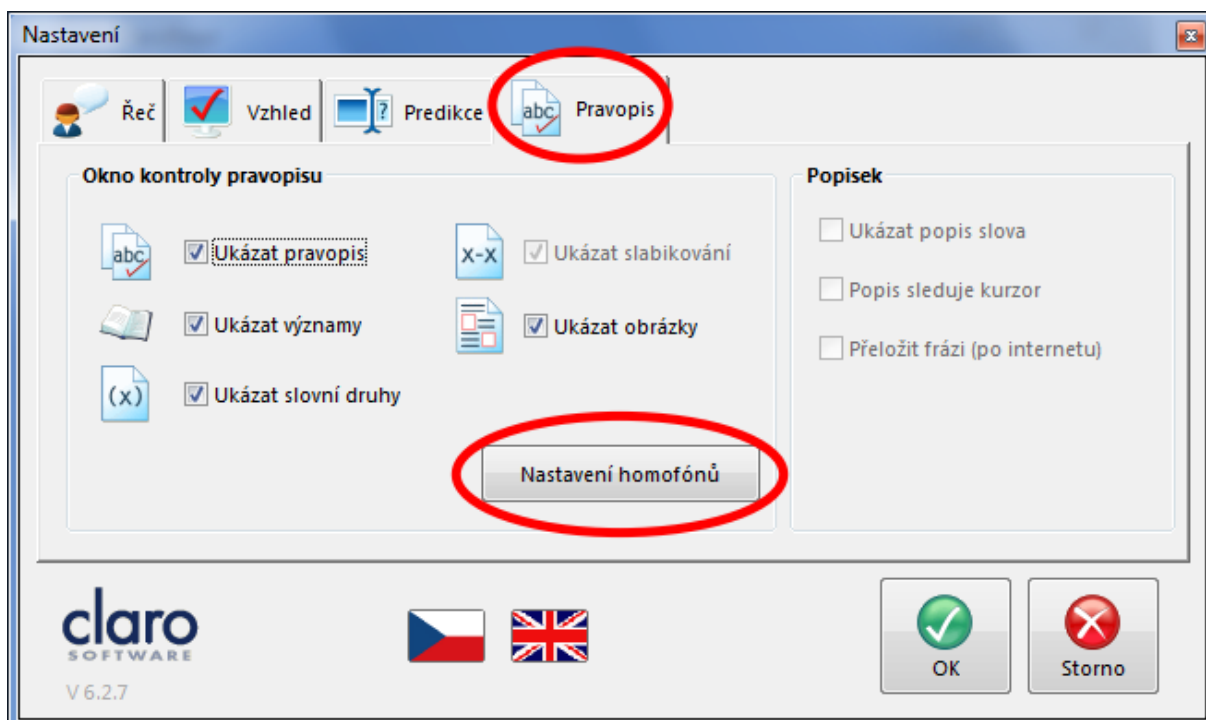 Nastavení
Řeč
Vzhled
Predikce
abc
Pravopis
Okno kontroly pravopisu
abc
Ukázat pravopis
x-x
Ukázat slabikování
Ukázat významy
Ukázat obrázky
(x)
Ukázat slovní druhy
Nastavení homofónů
Popisek
Ukázat popis slova
Popis sleduje kurzor
Přeložit frázi (po internetu)
claro
SOFTWARE
V 6.2.7
OK
Storno